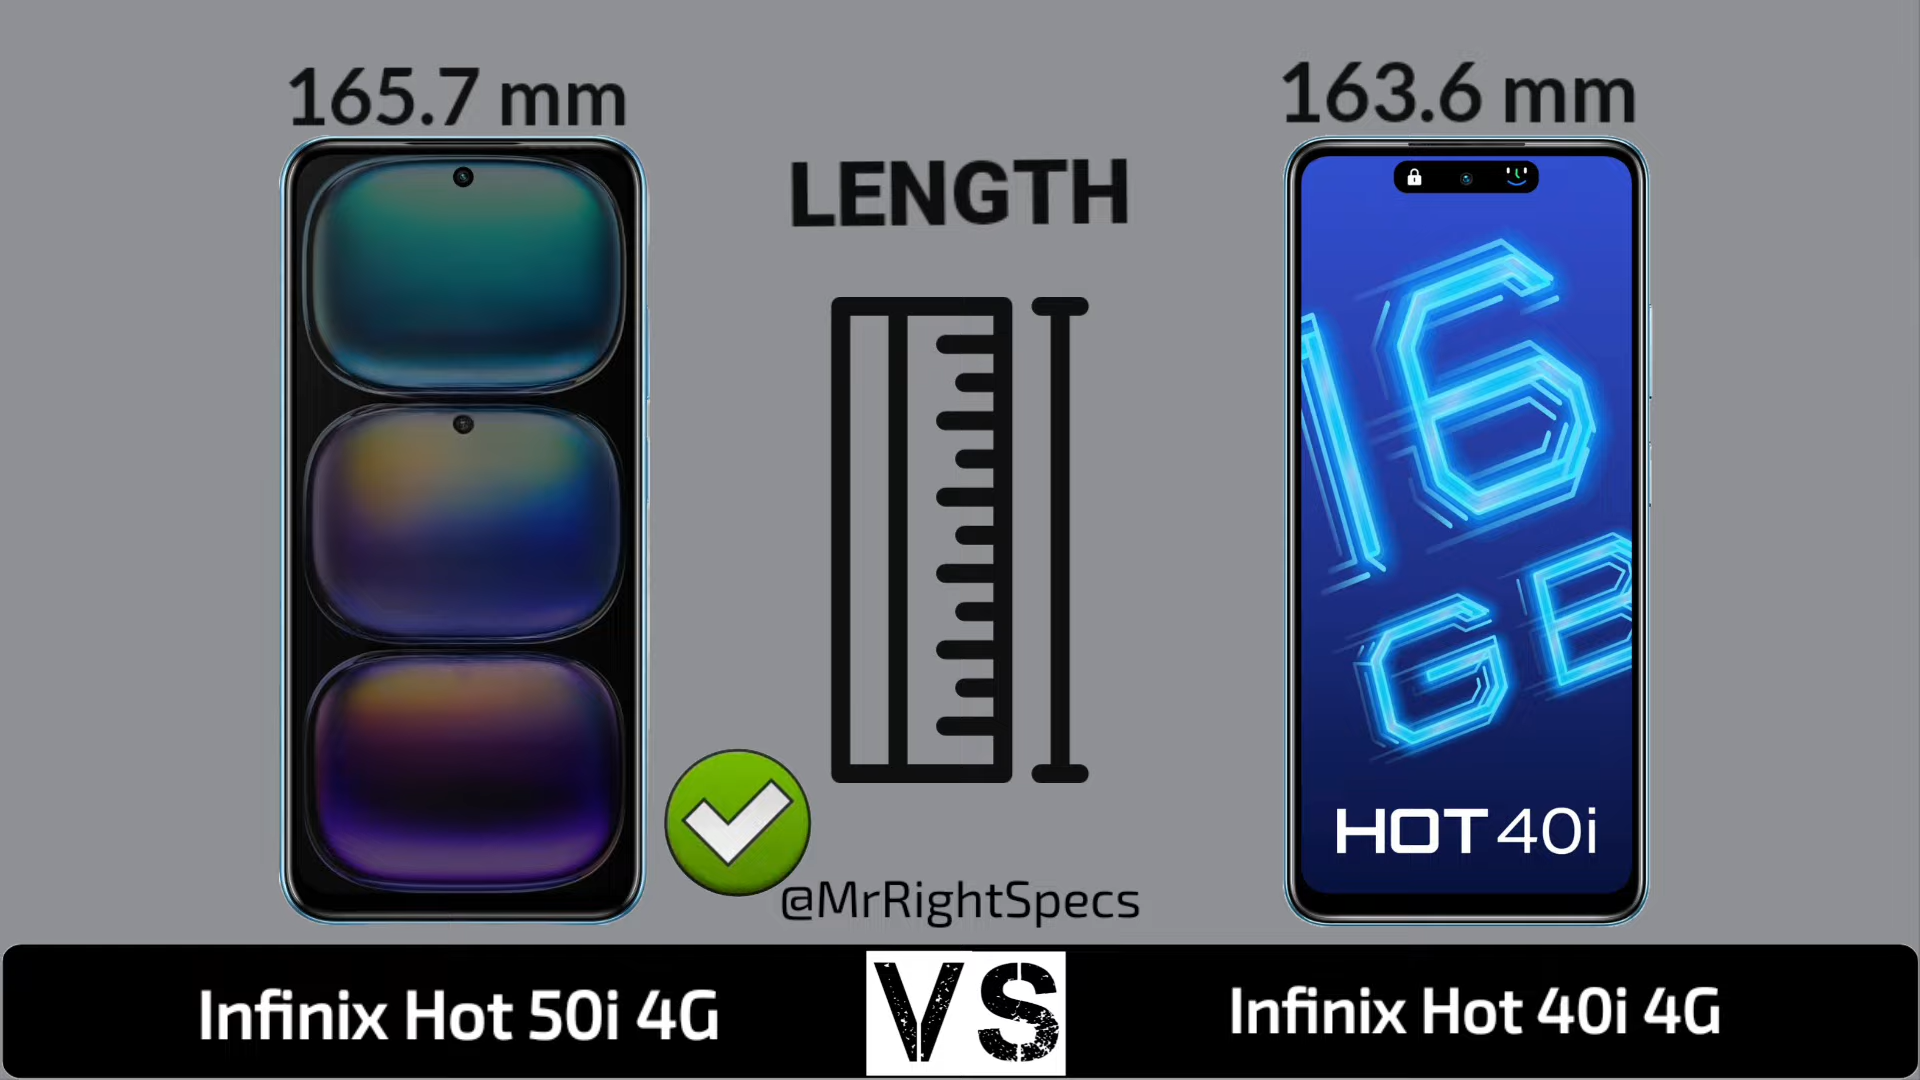 165.7 mm
163.6 mm
LENGTH
16
GB
HOT 40i
@MrRightSpecs
Infinix Hot 50i 4G
VS
Infinix Hot 40i 4G